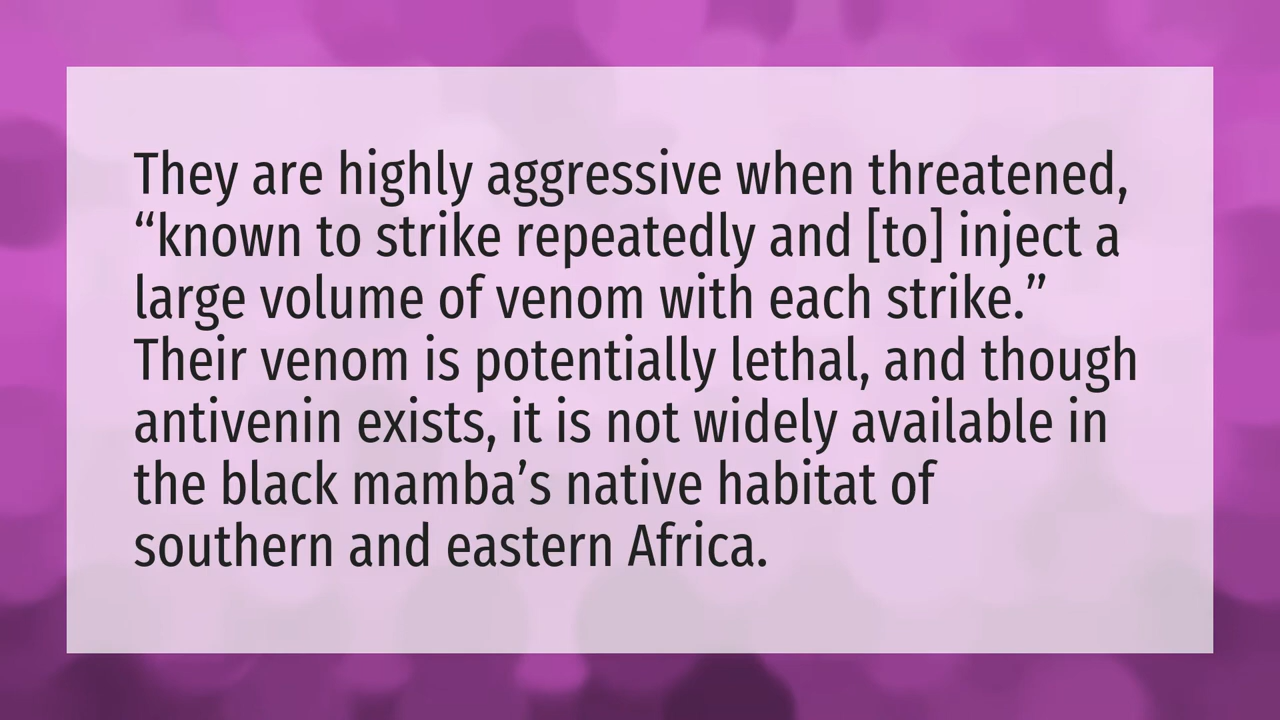 They are highly aggressive when threatened,
“known to strike repeatedly and [to] inject a
large volume of venom with each strike.”
Their venom is potentially lethal, and though
antivenin exists, it is not widely available in
the black mamba’s native habitat of
southern and eastern Africa.